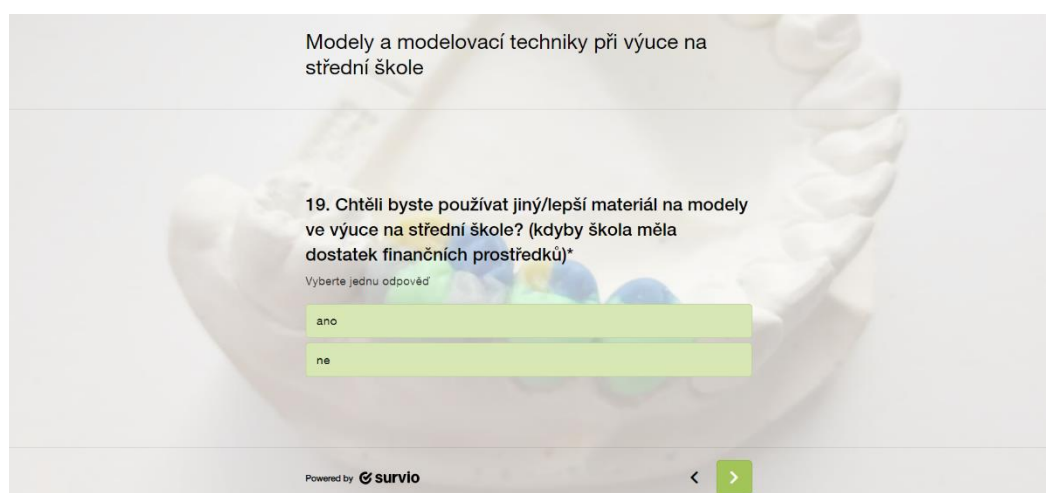 Modely a modelovací techniky při výuce na
střední škole
19. Chtěli byste používat jiný/lepší materiál na modely
ve výuce na střední škole? (kdyby škola měla
dostatek finančních prostředků)*
Vyberte jednu odpověď
ano
ne
Powered by survio